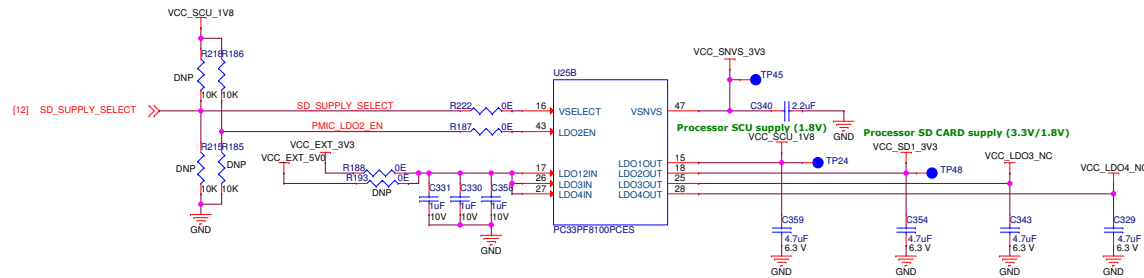 VCC_SCU_1V8
R218 R186
DNP
10K 10K
[12] SD_SUPPLY_SELECT
SD_SUPPLY_SELECT
PMIC_LDO2_EN
R222 0E
R187 0E
R215 R185
DNP
10K 10K
GND
VCC_EXT_3V3
VCC_EXT_5V0
R188 0E
R193 0E
DNP
C331
1uF
10V
C330
1uF
10V
C358
1uF
10V
GND
U25B
16 VSELECT
43 LDO2EN
17 LDO12IN
26 LDO3IN
27 LDO4IN
VSNVS 47
LDO1OUT 15
LDO2OUT 18
LDO3OUT 25
LDO4OUT 28
PC33PF8100PCES
VCC_SNVS_3V3
TP45
C340 2.2uF
GND
Processor SCU supply (1.8V)
VCC_SCU_1V8
TP24
Processor SD CARD supply (3.3V/1.8V)
VCC_SD1_3V3
TP48
VCC_LDO3_NC
VCC_LDO4_NC
C359
4.7uF
6.3 V
GND
C354
4.7uF
6.3 V
GND
C343
4.7uF
6.3 V
GND
C329
4.7uF
6.3 V
GND